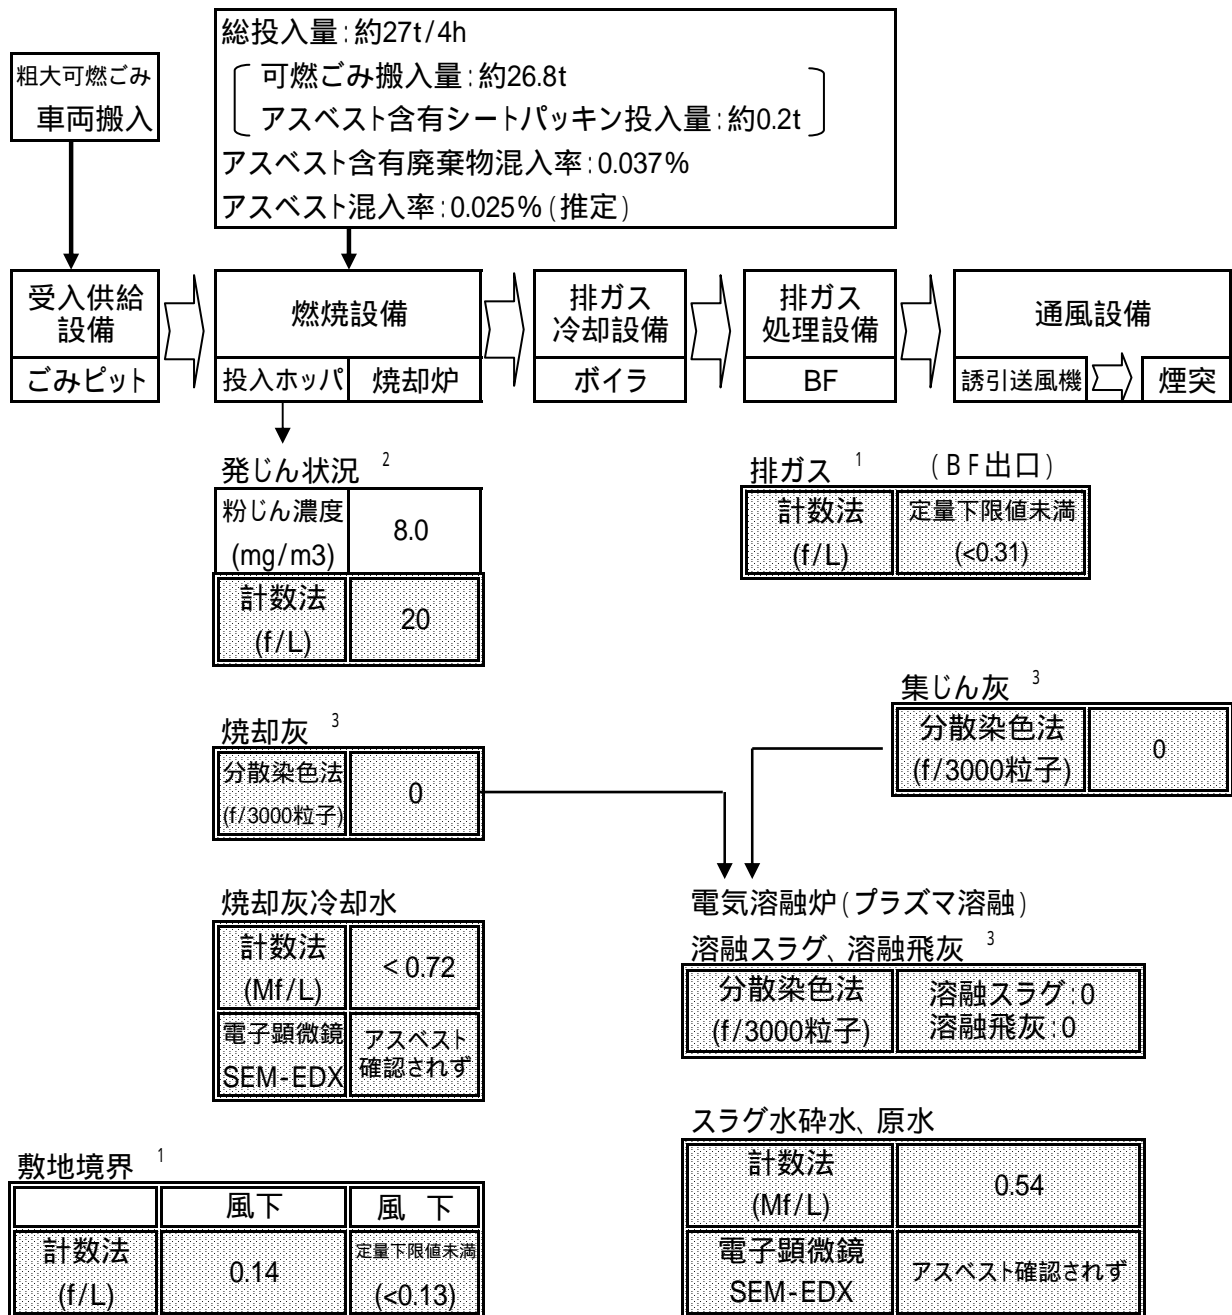 総投入量:約27t/4h
可燃ごみ搬入量:約26.8t
アスベスト含有シートパッキン投入量:約0.2t
アスベスト含有廃棄物混入率:0.037%
アスベスト混入率:0.025%(推定)
粗大可燃ごみ
車両搬入
受入供給
設備
ごみピット
燃焼設備
投入ホッパ 焼却炉
排ガス
冷却設備
ボイラ
排ガス
処理設備
BF
通風設備
誘引送風機 煙突
発じん状況 2
粉じん濃度
(mg/m3)
8.0
計数法
(f/L)
20
排ガス 1 (BF出口)
計数法
(f/L)
定量下限値未満
(<0.31)
集じん灰 3
分散染色法
(f/3000粒子)
0
焼却灰 3
分散染色法
(f/3000粒子)
0
焼却灰冷却水
計数法
(Mf/L)
<0.72
電子顕微鏡
SEM-EDX
アスベスト
確認されず
電気溶融炉(プラズマ溶融)
溶融スラグ、溶融飛灰 3
分散染色法
(f/3000粒子)
溶融スラグ:0
溶融飛灰:0
スラグ水砕水、原水
計数法
(Mf/L)
0.54
電子顕微鏡
SEM-EDX
アスベスト確認されず
敷地境界 1
風下 風 下
計数法
(f/L)
0.14
定量下限値未満
(<0.13)